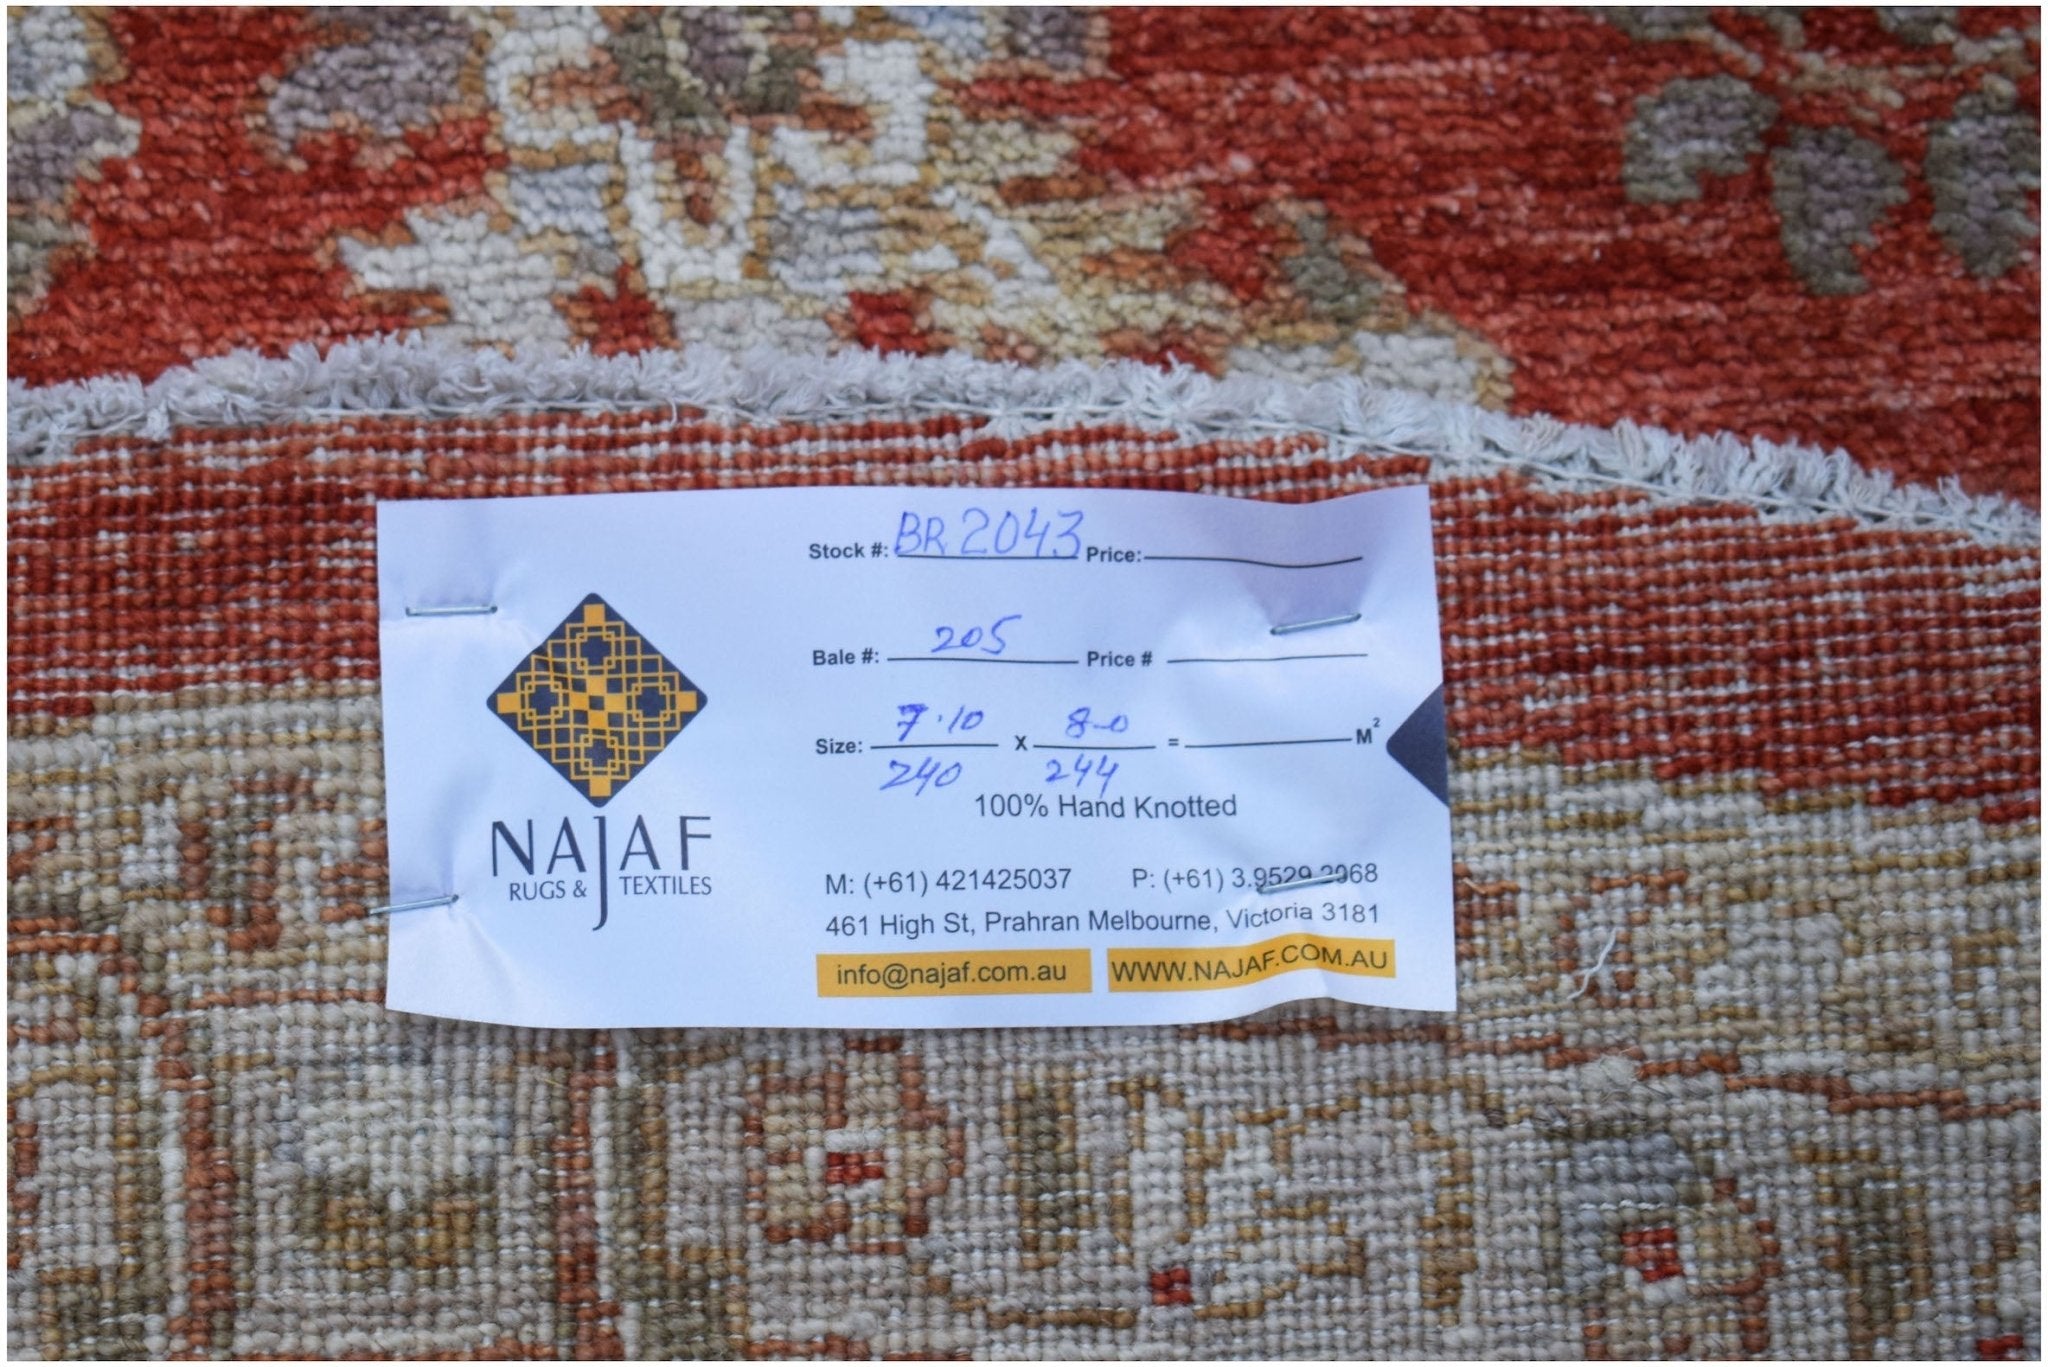 Stock #: BR 2043 Price:
Bale #: 205 Price #
7.10 8-0
Size: X = M²
240 244
100% Hand Knotted
NAJAF
RUGS & TEXTILES
M: (+61) 421425037 P: (+61) 3.9529 2068
461 High St, Prahran Melbourne, Victoria 3181
info@najaf.com.au WWW.NAJAF.COM.AU